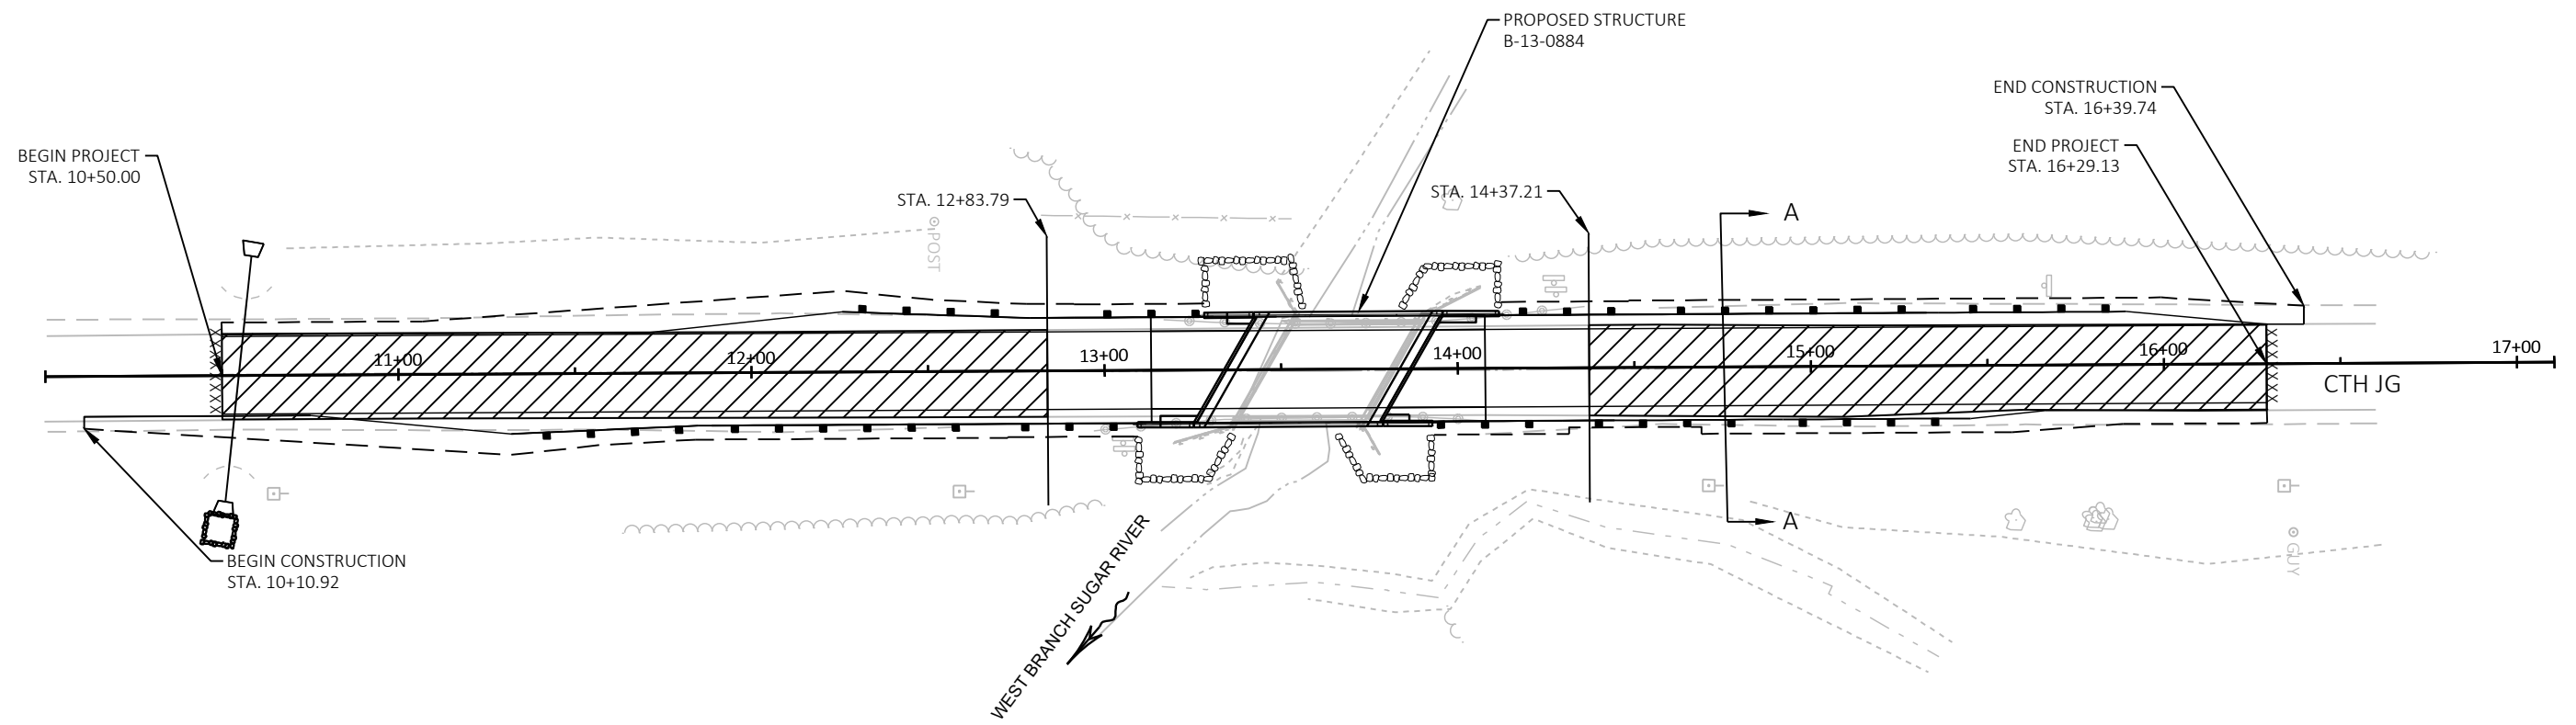 PROPOSED STRUCTURE
B-13-0884
END CONSTRUCTION
STA. 16+39.74
BEGIN PROJECT
STA. 10+50.00
END PROJECT
STA. 16+29.13
STA. 12+83.79
STA. 14+37.21
A
POST
11+00
12+00
13+00
14+00
15+00
16+00
17+00
CTH JG
A
BEGIN CONSTRUCTION
STA. 10+10.92
GUY
WEST BRANCH SUGAR RIVER